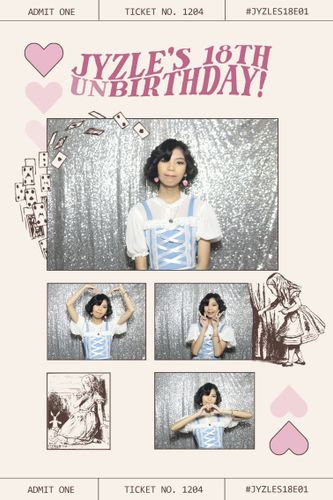 ADMIT ONE
TICKET NO. 1204
#JYZLES18E01
JYZLE'S 18TH
UNBIRTHDAY!
ADMIT ONE
TICKET NO. 1204
#JYZLES18E01